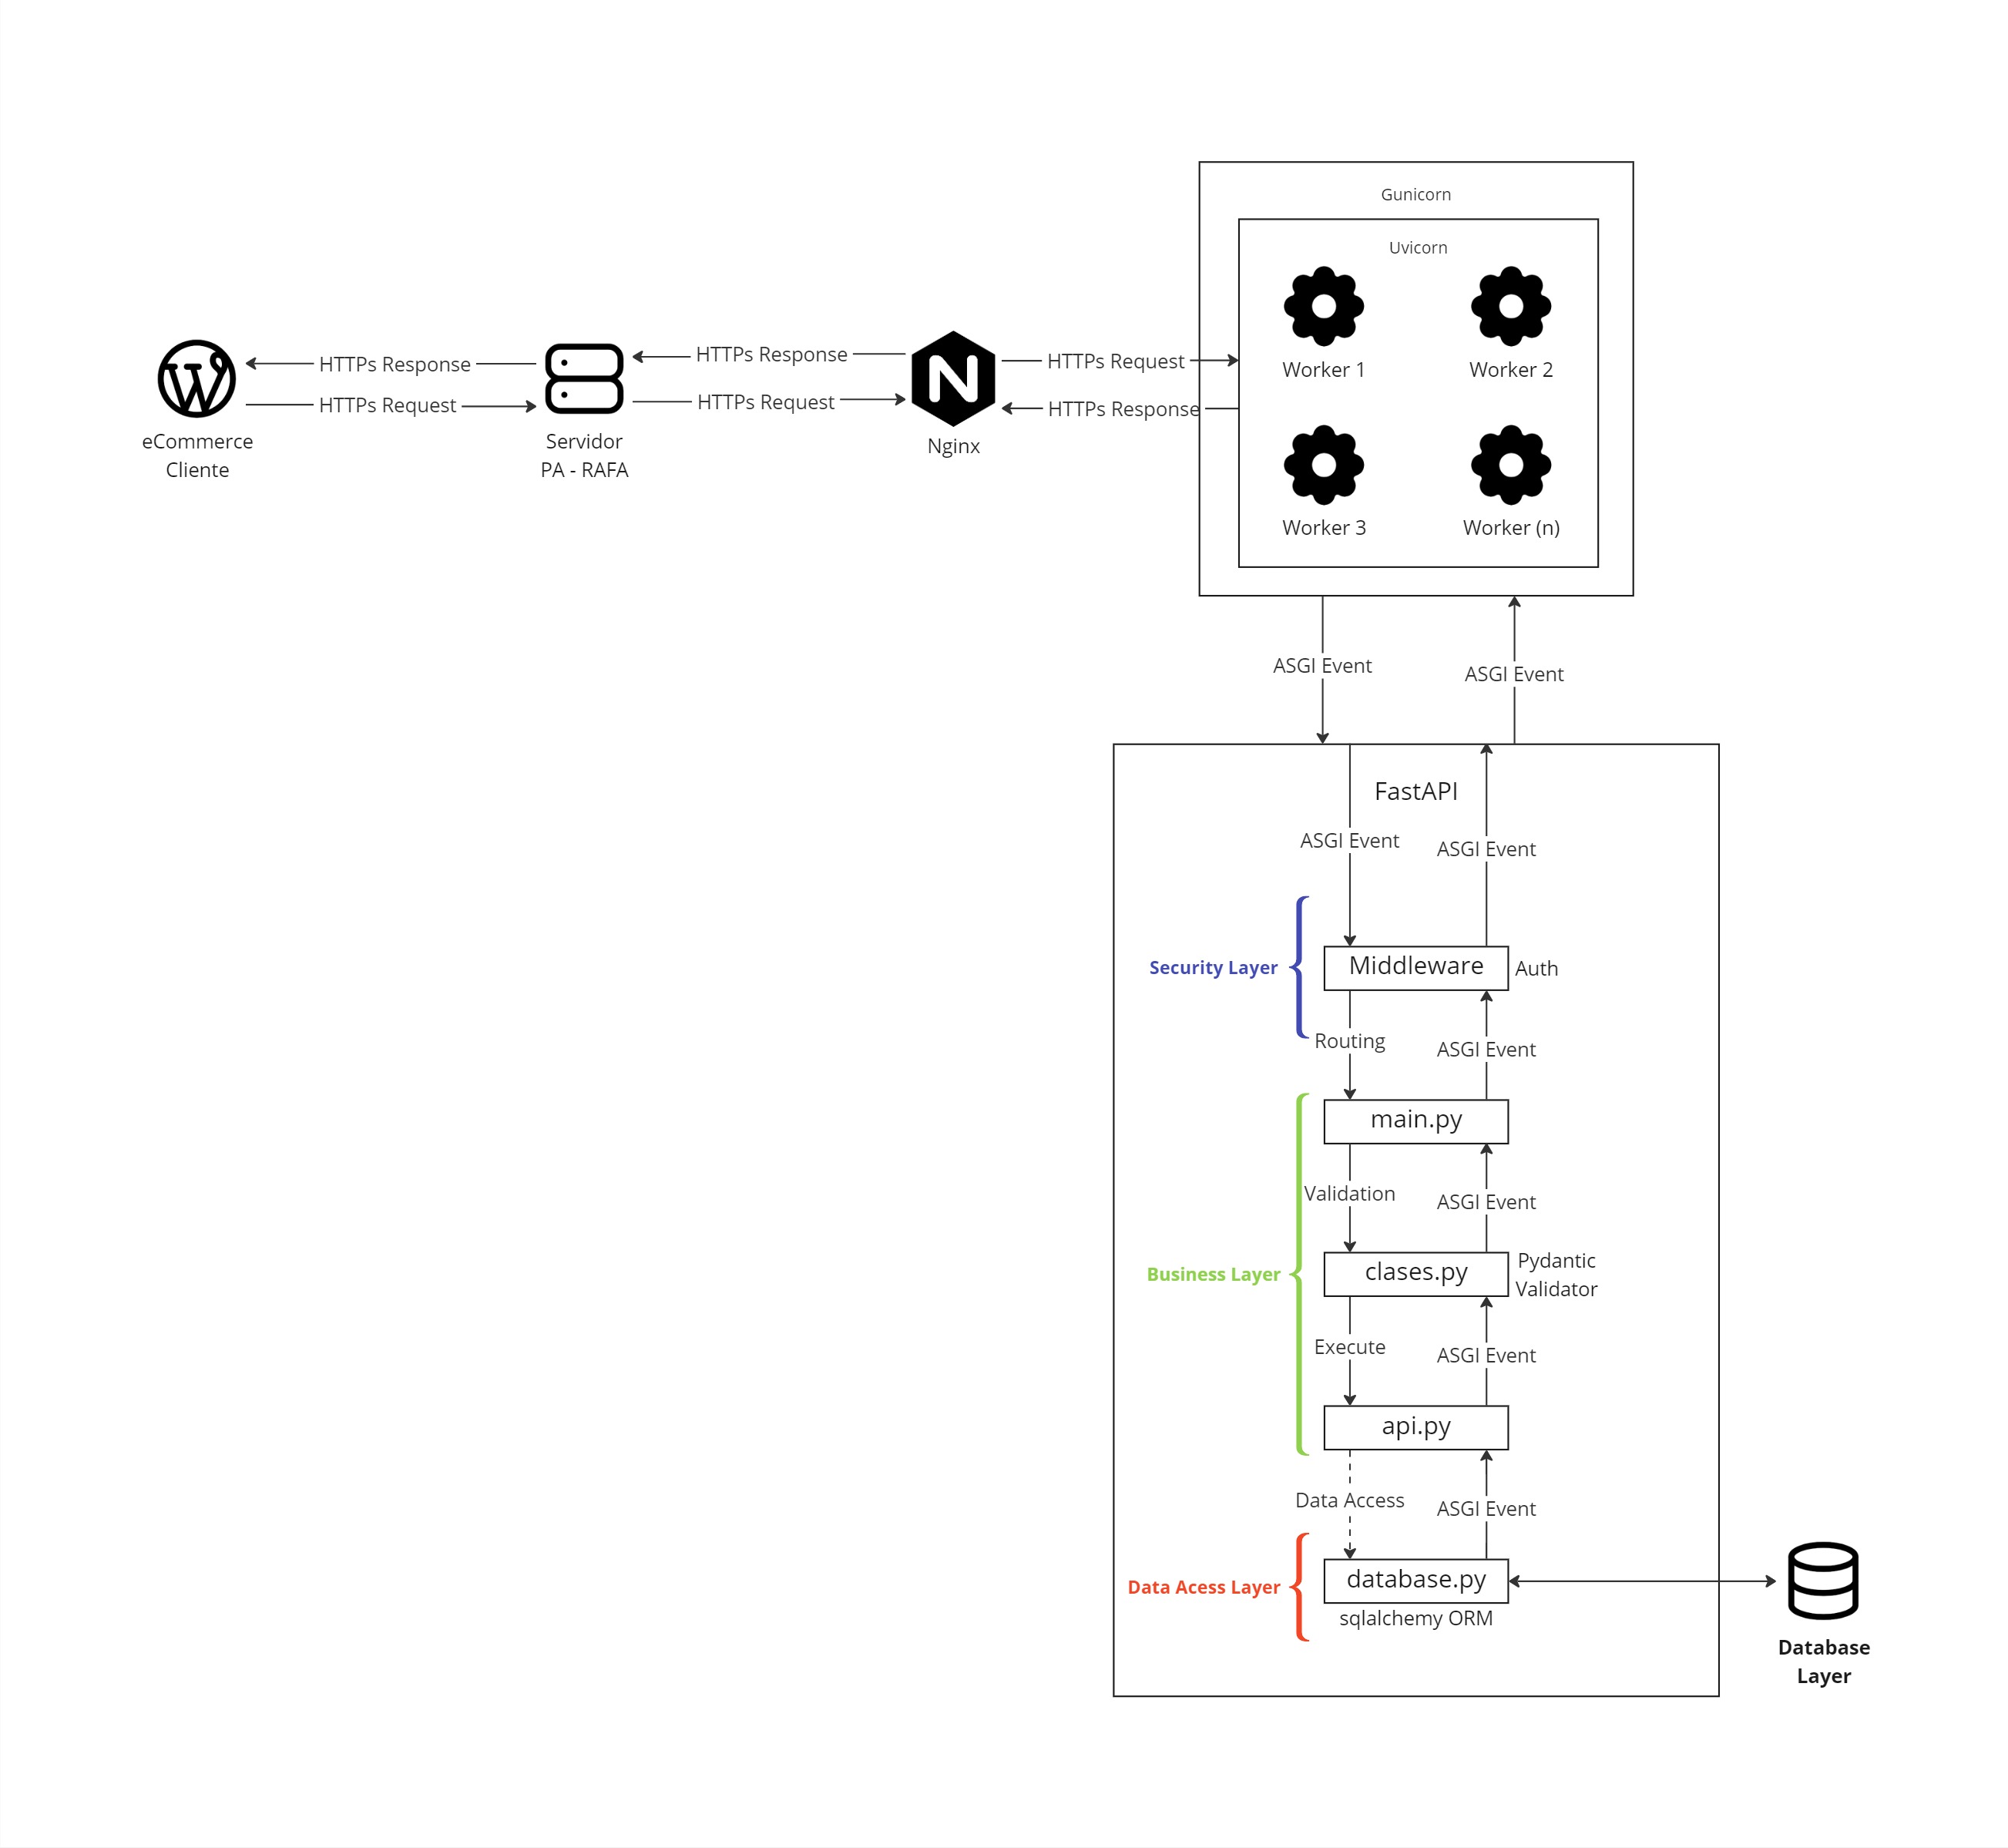 Gunicorn
Uvicorn
Worker 1
Worker 2
Worker 3
Worker (n)
HTTPs Response
HTTPs Request
eCommerce
Cliente
Servidor
PA - RAFA
HTTPs Response
HTTPs Request
Nginx
HTTPs Request
HTTPs Response
ASGI Event
ASGI Event
FastAPI
ASGI Event
ASGI Event
Security Layer
Middleware
Auth
Routing
ASGI Event
main.py
Validation
ASGI Event
Business Layer
clases.py
Pydantic
Validator
Execute
ASGI Event
api.py
Data Access
ASGI Event
Data Acess Layer
database.py
sqlalchemy ORM
Database
Layer